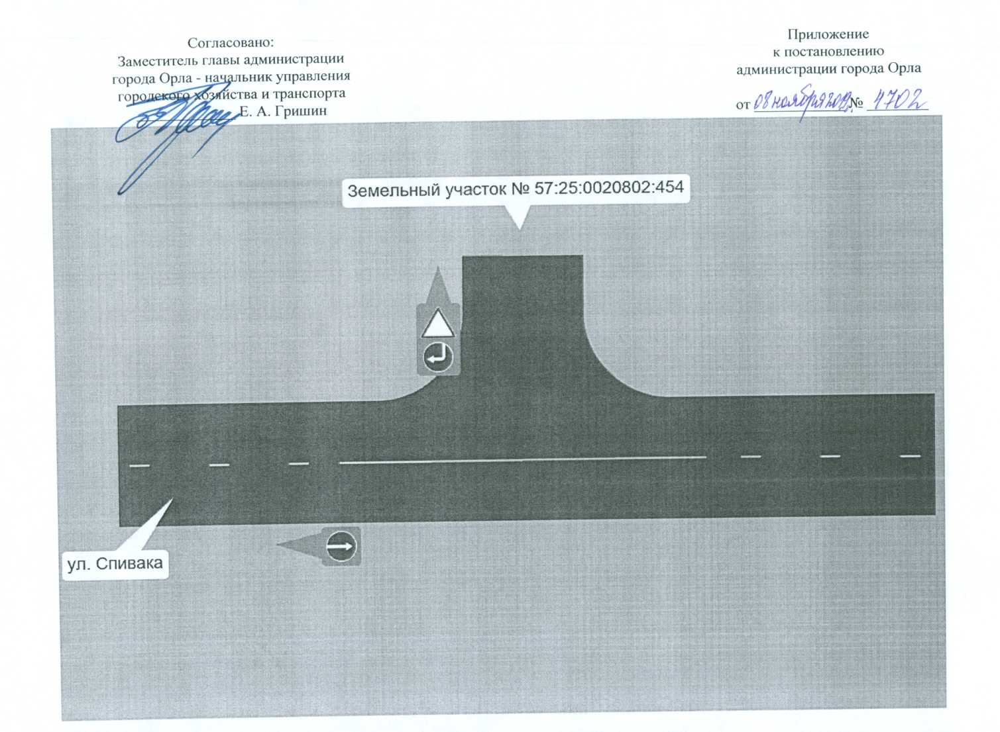 Согласовано:
Заместитель главы администрации
города Орла - начальник управления
городского хозяйства и транспорта
Е. А. Гришин
Приложение
к постановлению
администрации города Орла
от 08 ноября 2019г. № 4702
Земельный участок № 57:25:0020802:454
ул. Спивака